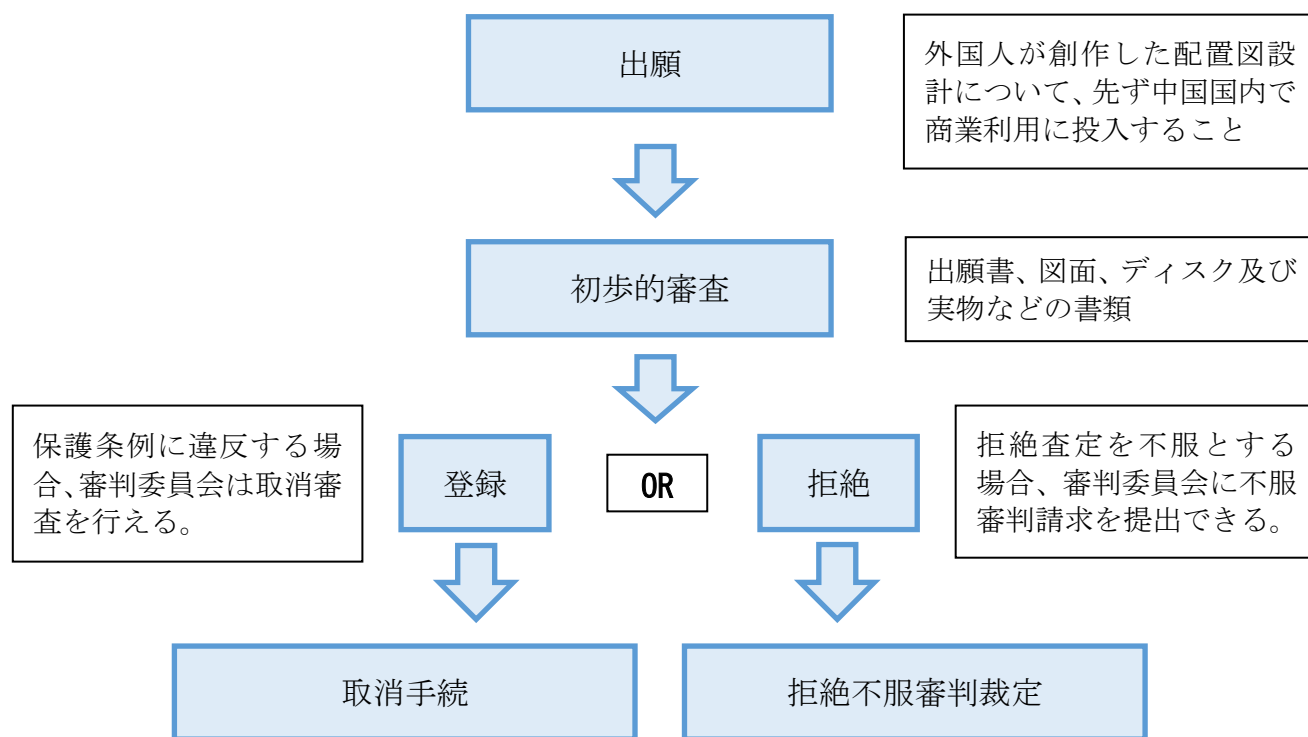 出願
外国人が創作した配置図設
計について、先ず中国国内で
商業利用に投入すること
初歩的審査
出願書、図面、ディスク及び
実物などの書類
保護条例に違反する場
合、審判委員会は取消審
査を行える。
登録
OR
拒絶
拒絶査定を不服とする
場合、審判委員会に不服
審判請求を提出できる。
取消手続
拒絶不服審判裁定